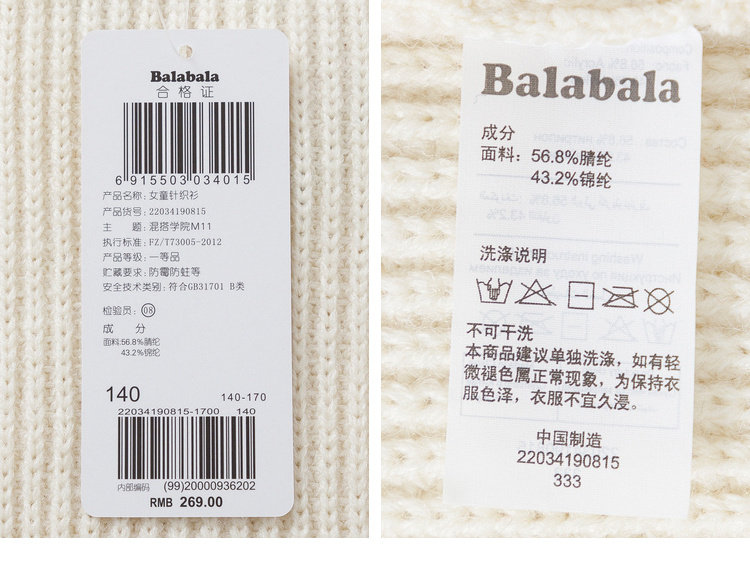 Balabala
合格证
6 915503 034015
产品名称: 女童针织衫
产品货号: 22034190815
主 题: 混搭学院M11
执行标准: FZ/T73005-2012
产品等级: 一等品
贮藏要求: 防霉防蛀等
安全技术类别: 符合GB31701 B类
检验员: 08
成 分
面料:56.8%腈纶
43.2%锦纶
140 140-170
22034190815-1700 140
内部编码 (99)20000936202
RMB 269.00
Balabala
成分
面料: 56.8%腈纶
43.2%锦纶
洗涤说明
不可干洗
本商品建议单独洗涤, 如有轻
微褪色属正常现象, 为保持衣
服色泽, 衣服不宜久浸。
中国制造
22034190815
333